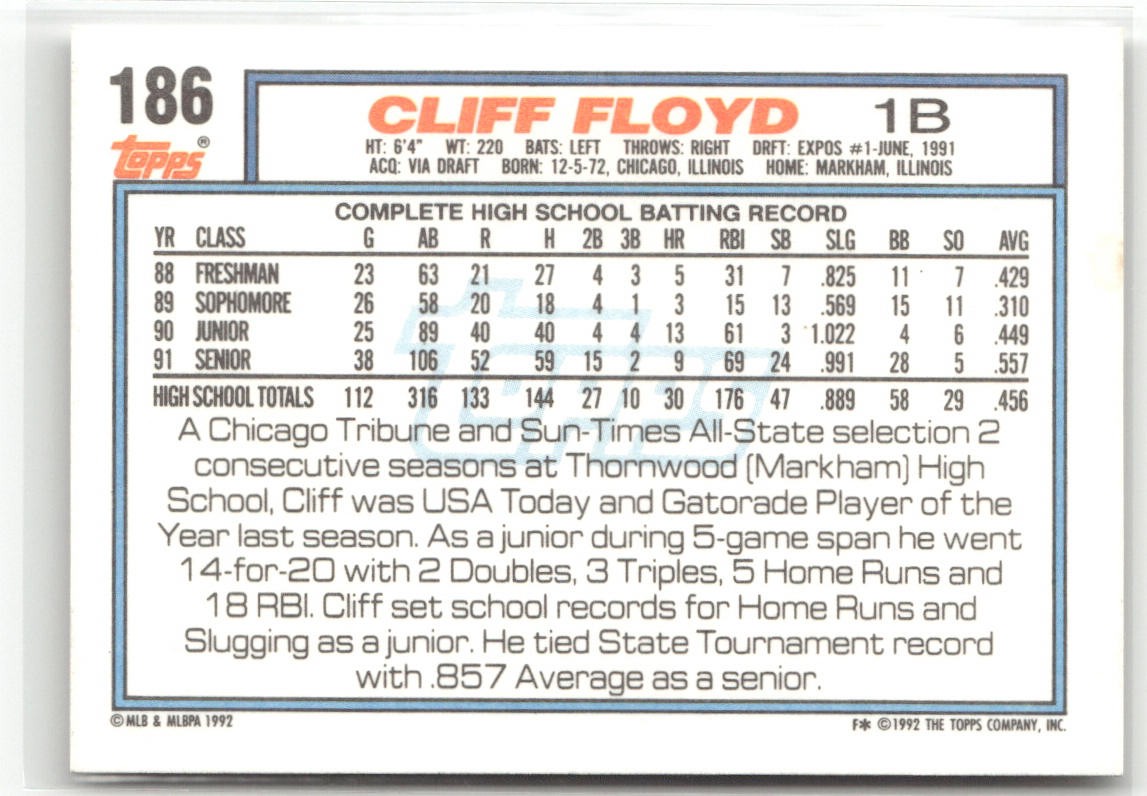 186
topps®
CLIFF FLOYD 1B
HT: 6'4" WT: 220 BATS: LEFT THROWS: RIGHT DRFT: EXPOS #1-JUNE, 1991
ACQ: VIA DRAFT BORN: 12-5-72, CHICAGO, ILLINOIS HOME: MARKHAM, ILLINOIS
COMPLETE HIGH SCHOOL BATTING RECORD
YR CLASS G AB R H 2B 3B HR RBI SB SLG BB SO AVG
88 FRESHMAN 23 63 21 27 4 3 5 31 7 .825 11 7 .429
89 SOPHOMORE 26 58 20 18 4 1 3 15 13 .569 15 11 .310
90 JUNIOR 25 89 40 40 4 4 13 61 3 1.022 4 6 .449
91 SENIOR 38 106 52 59 15 2 9 69 24 .991 28 5 .557
HIGH SCHOOL TOTALS 112 316 133 144 27 10 30 176 47 .889 58 29 .456
topps
A Chicago Tribune and Sun-Times All-State selection 2
consecutive seasons at Thornwood (Markham) High
School, Cliff was USA Today and Gatorade Player of the
Year last season. As a junior during 5-game span he went
14-for-20 with 2 Doubles, 3 Triples, 5 Home Runs and
18 RBI. Cliff set school records for Home Runs and
Slugging as a junior. He tied State Tournament record
with .857 Average as a senior.
© MLB & MLBPA 1992 F* © 1992 THE TOPPS COMPANY, INC.